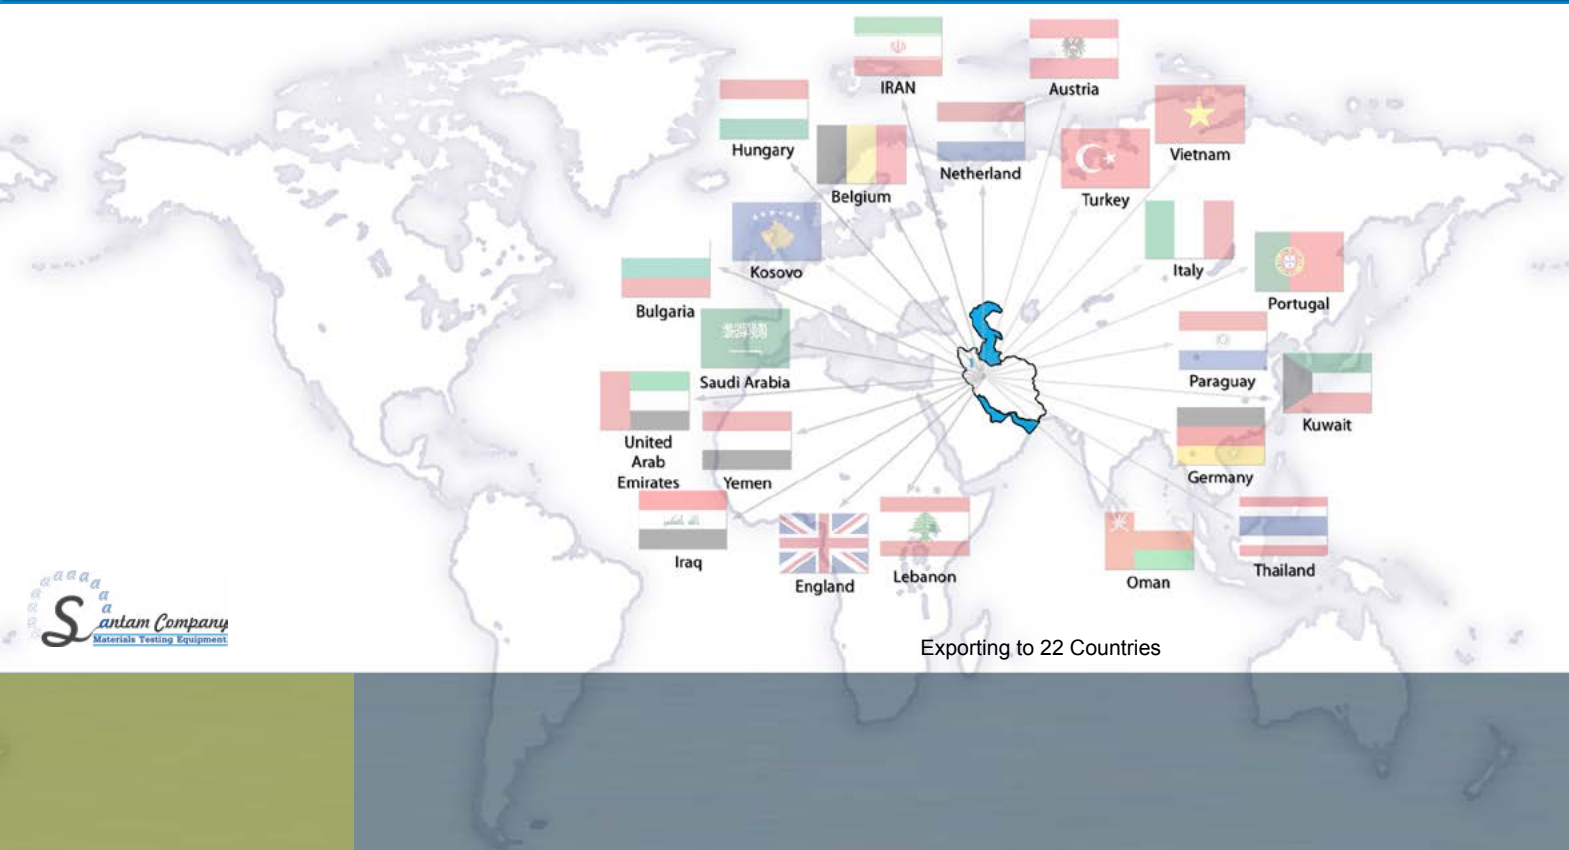 IRAN
Austria
Hungary
Belgium
Netherland
Vietnam
Turkey
Kosovo
Italy
Bulgaria
Portugal
Saudi Arabia
Paraguay
United
Arab
Emirates
Yemen
Kuwait
Germany
Iraq
England
Lebanon
Oman
Thailand
a a a a a a a
Santam Company
Materials Testing Equipment
Exporting to 22 Countries